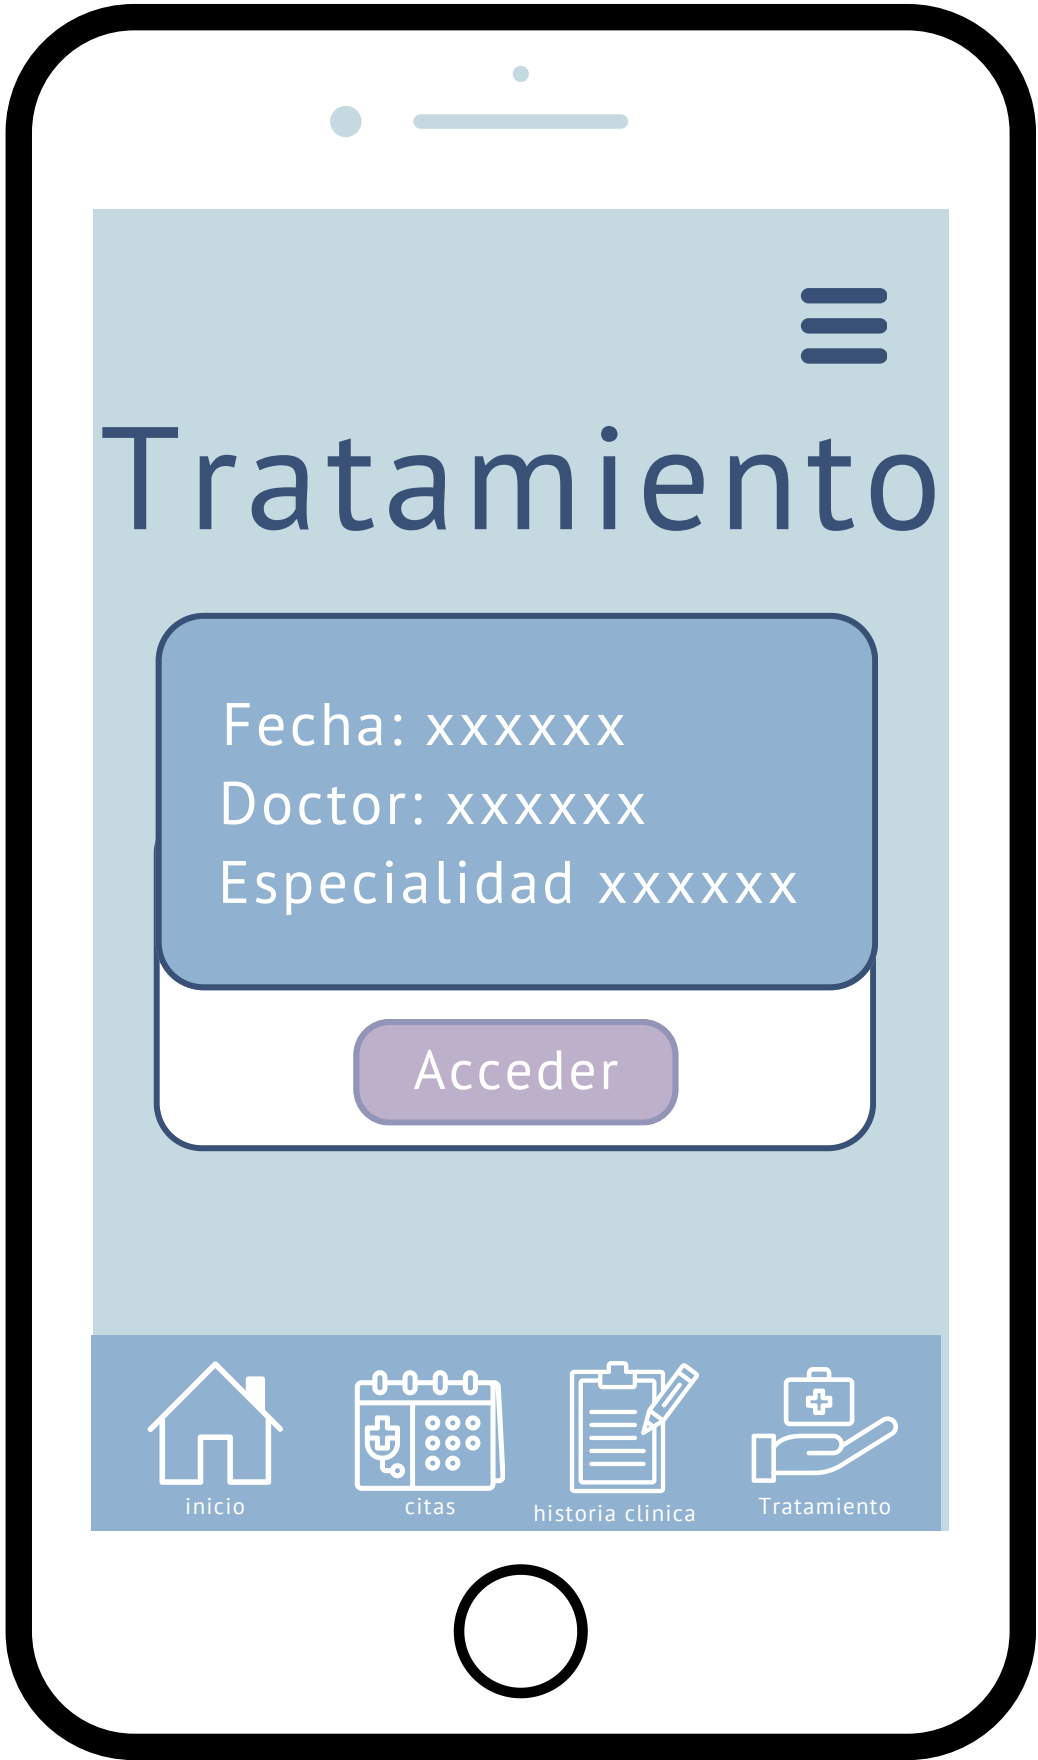 Tratamiento
Fecha: xxxxxx
Doctor: xxxxxx
Especialidad xxxxxx
Acceder
inicio
citas
historia clinica
Tratamiento